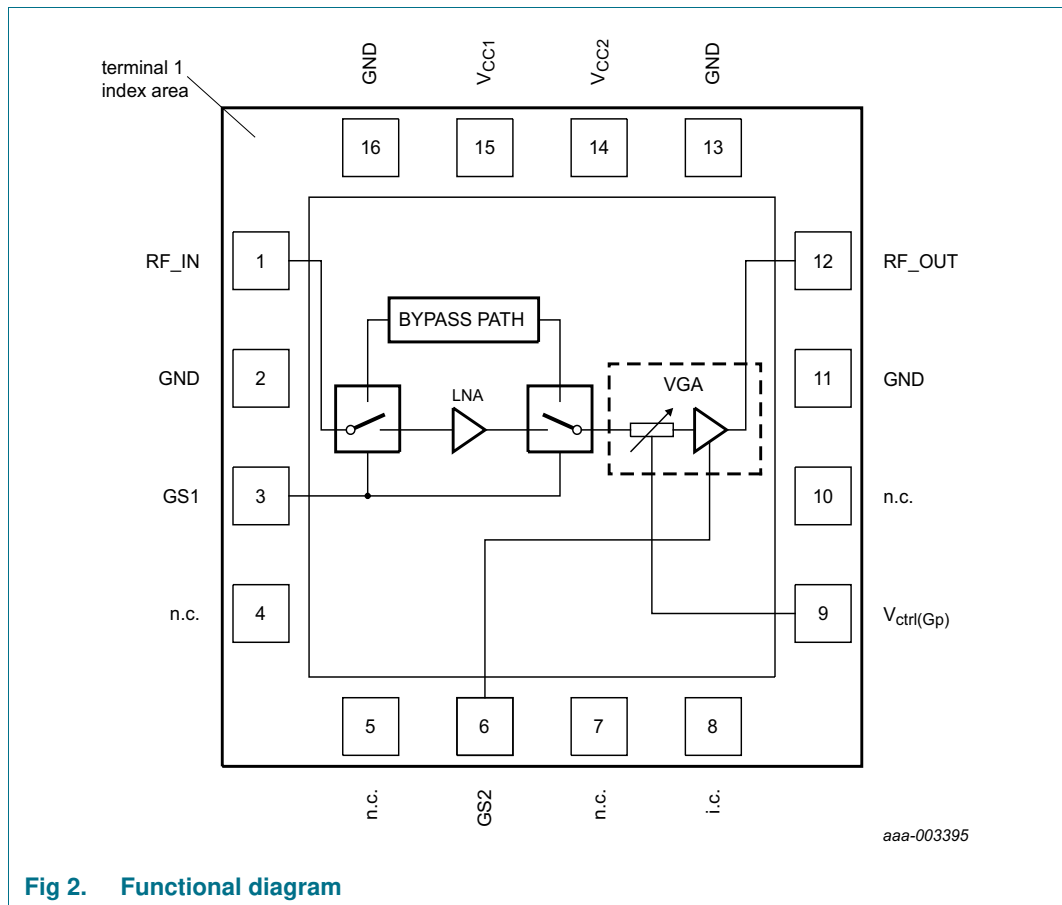 terminal 1
index area
GND
VCC1
VCC2
GND
16
15
14
13
RF_IN
1
12
RF_OUT
BYPASS PATH
GND
2
LNA
VGA
11
GND
GS1
3
10
n.c.
n.c.
4
9
Vctrl(Gp)
5
6
7
8
n.c.
GS2
n.c.
i.c.
aaa-003395
Fig 2. Functional diagram